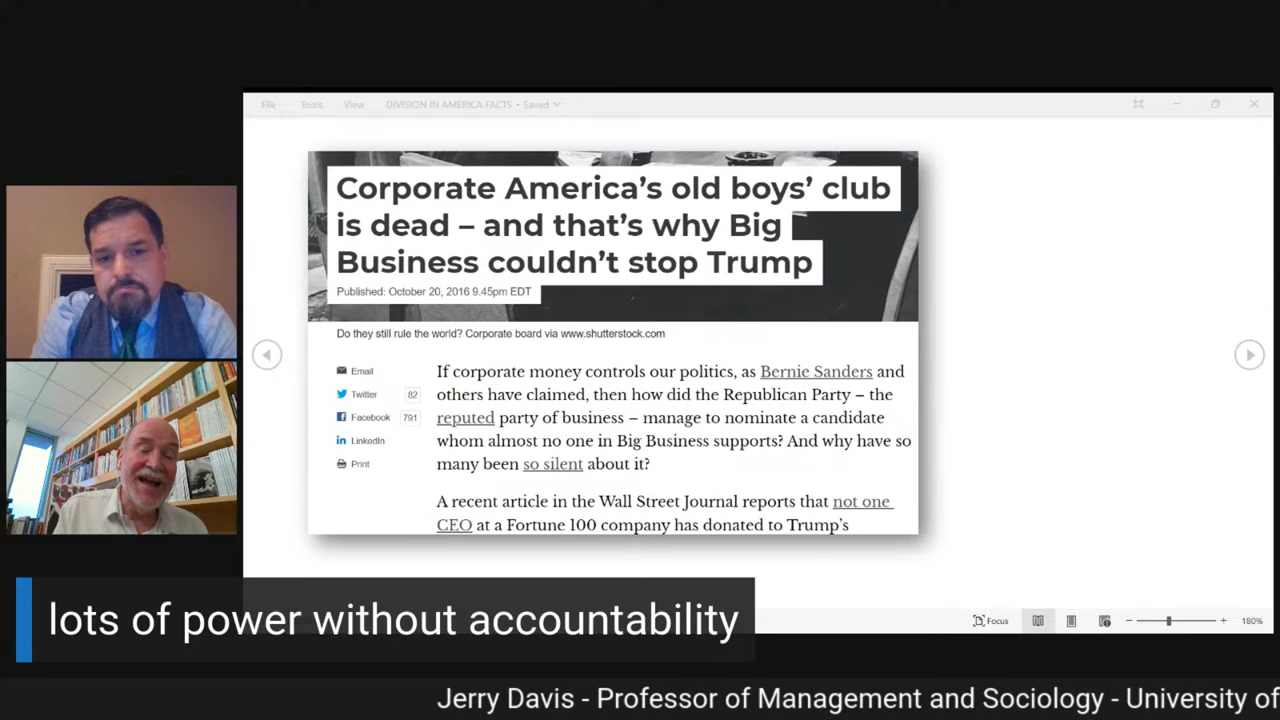 File Tools View DIVISION IN AMERICA FACTS • Saved
Corporate America’s old boys’ club
is dead – and that’s why Big
Business couldn’t stop Trump
Published: October 20, 2016 9.45pm EDT
Do they still rule the world? Corporate board via www.shutterstock.com
Email
Twitter 82
Facebook 791
LinkedIn
Print
If corporate money controls our politics, as Bernie Sanders and
others have claimed, then how did the Republican Party – the
reputed party of business – manage to nominate a candidate
whom almost no one in Big Business supports? And why have so
many been so silent about it?
A recent article in the Wall Street Journal reports that not one
CEO at a Fortune 100 company has donated to Trump’s
lots of power without accountability
Focus
180%
Jerry Davis - Professor of Management and Sociology - University of